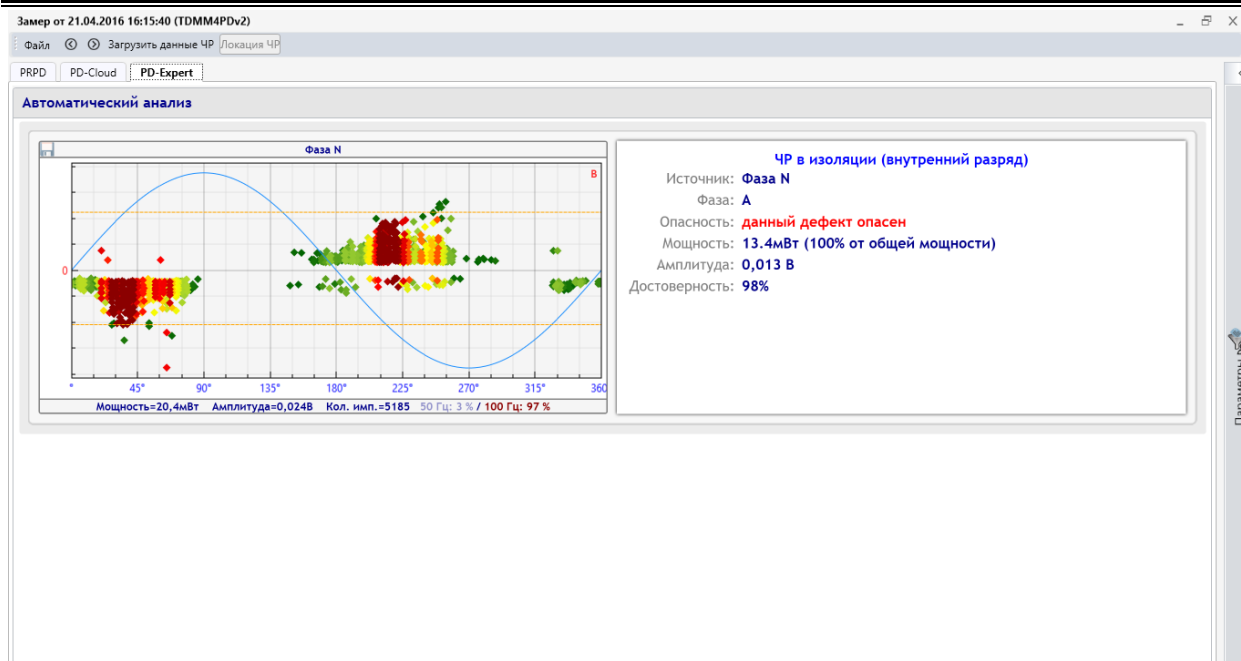 Замер от 21.04.2016 16:15:40 (TDMM4PDv2)
Файл Загрузить данные ЧР Локация ЧР
PRPD PD-Cloud PD-Expert
Автоматический анализ
Фаза N
В
0
° 45° 90° 135° 180° 225° 270° 315° 360
Мощность=20,4мВт Амплитуда=0,024В Кол. имп.=5185 50 Гц: 3 % / 100 Гц: 97 %
ЧР в изоляции (внутренний разряд)
Источник: Фаза N
Фаза: А
Опасность: данный дефект опасен
Мощность: 13.4мВт (100% от общей мощности)
Амплитуда: 0,013 В
Достоверность: 98%
Параметры